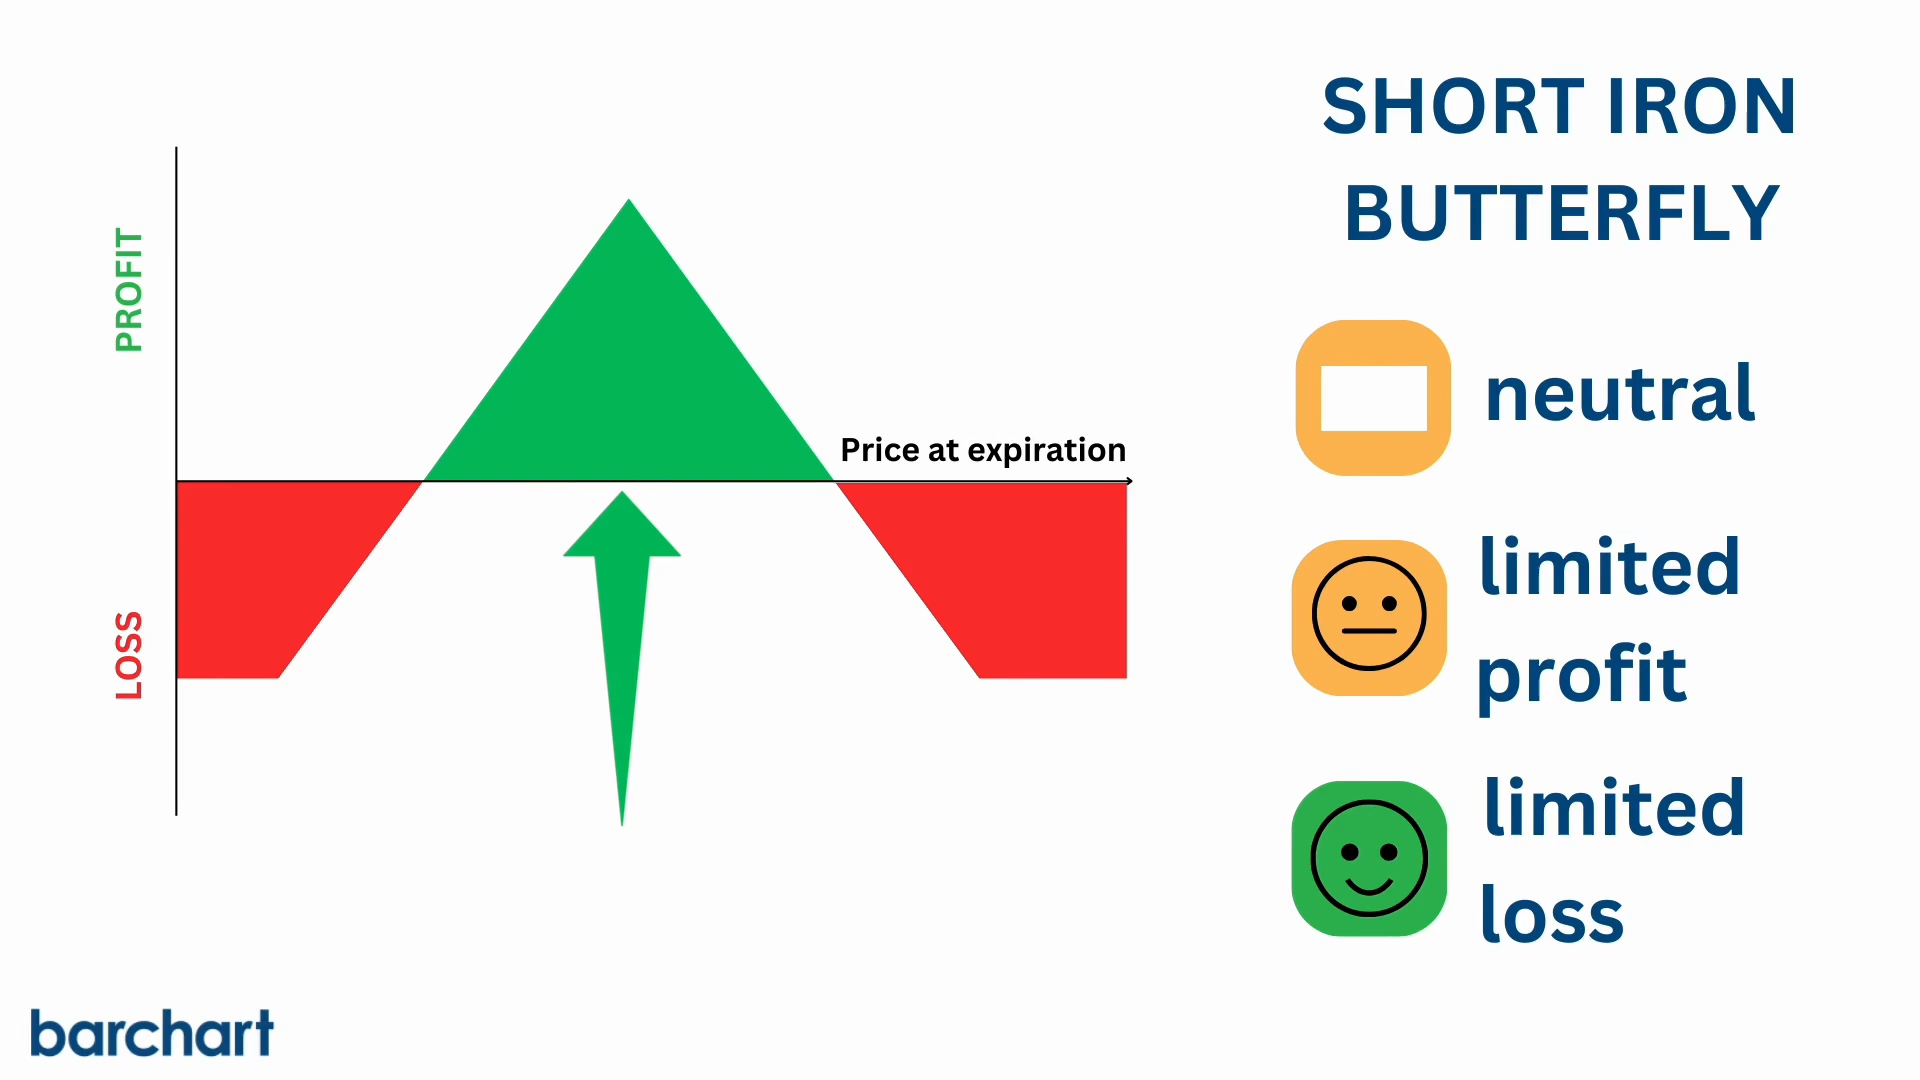 SHORT IRON
BUTTERFLY
PROFIT
LOSS
Price at expiration
neutral
limited
profit
limited
loss
barchart